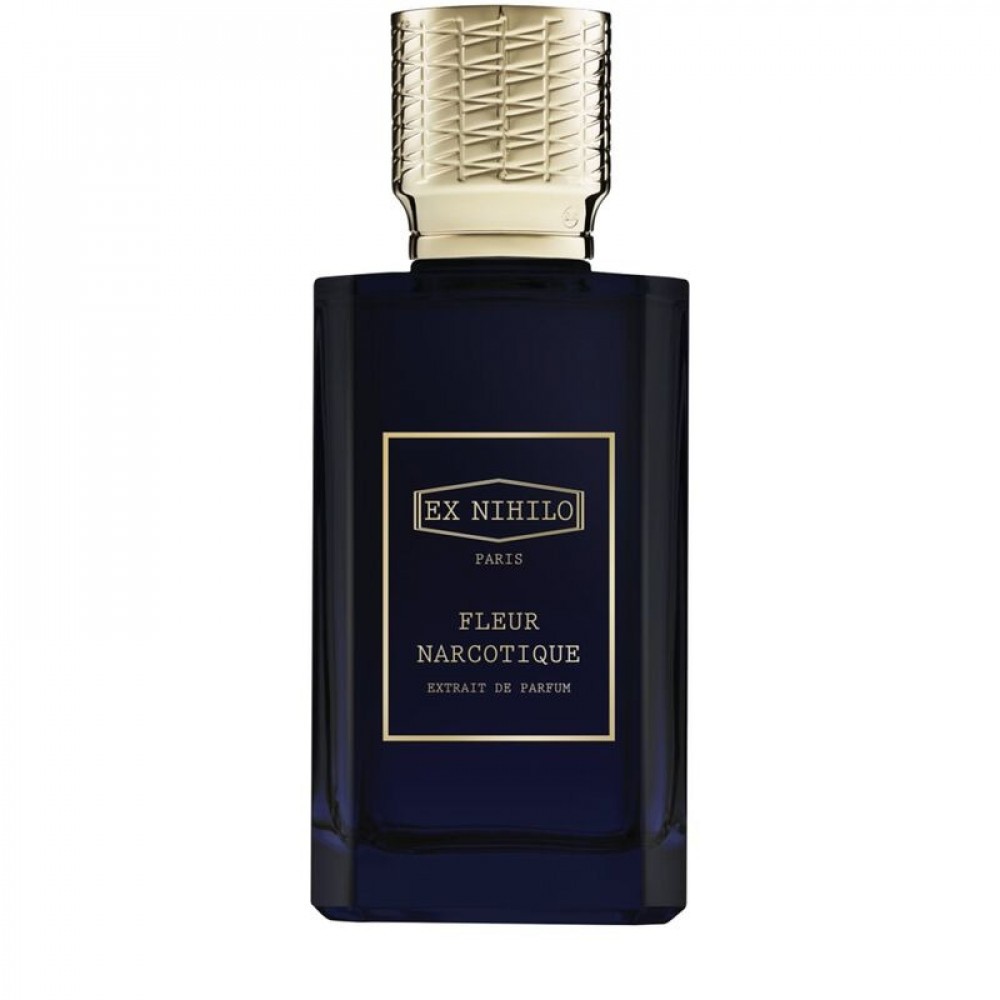 EX NIHILO
PARIS
FLEUR
NARCOTIQUE
EXTRAIT DE PARFUM